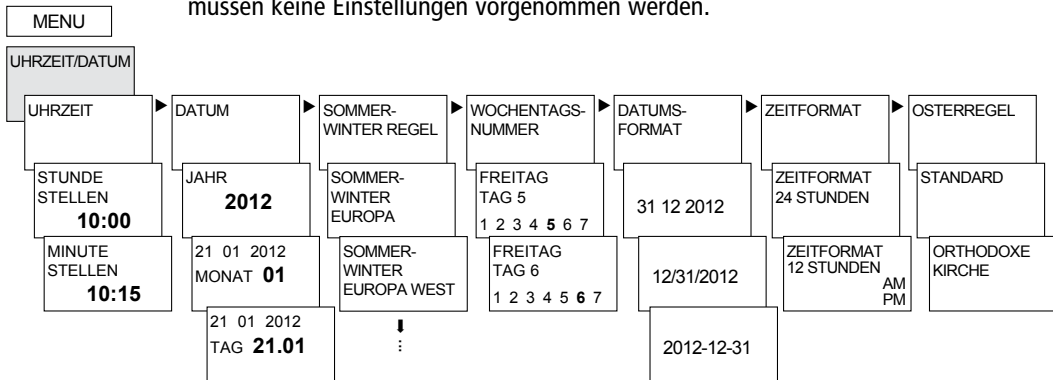 müssen keine Einstellungen vorgenommen werden.
MENU
UHRZEIT/DATUM
UHRZEIT
STUNDE
STELLEN
10:00
MINUTE
STELLEN
10:15
DATUM
JAHR
2012
21 01 2012
MONAT 01
21 01 2012
TAG 21.01
SOMMER-
WINTER REGEL
SOMMER-
WINTER
EUROPA
SOMMER-
WINTER
EUROPA WEST
WOCHENTAGS-
NUMMER
FREITAG
TAG 5
1 2 3 4 5 6 7
FREITAG
TAG 6
1 2 3 4 5 6 7
DATUMS-
FORMAT
31 12 2012
12/31/2012
2012-12-31
ZEITFORMAT
ZEITFORMAT
24 STUNDEN
ZEITFORMAT
12 STUNDEN
AM
PM
OSTERREGEL
STANDARD
ORTHODOXE
KIRCHE